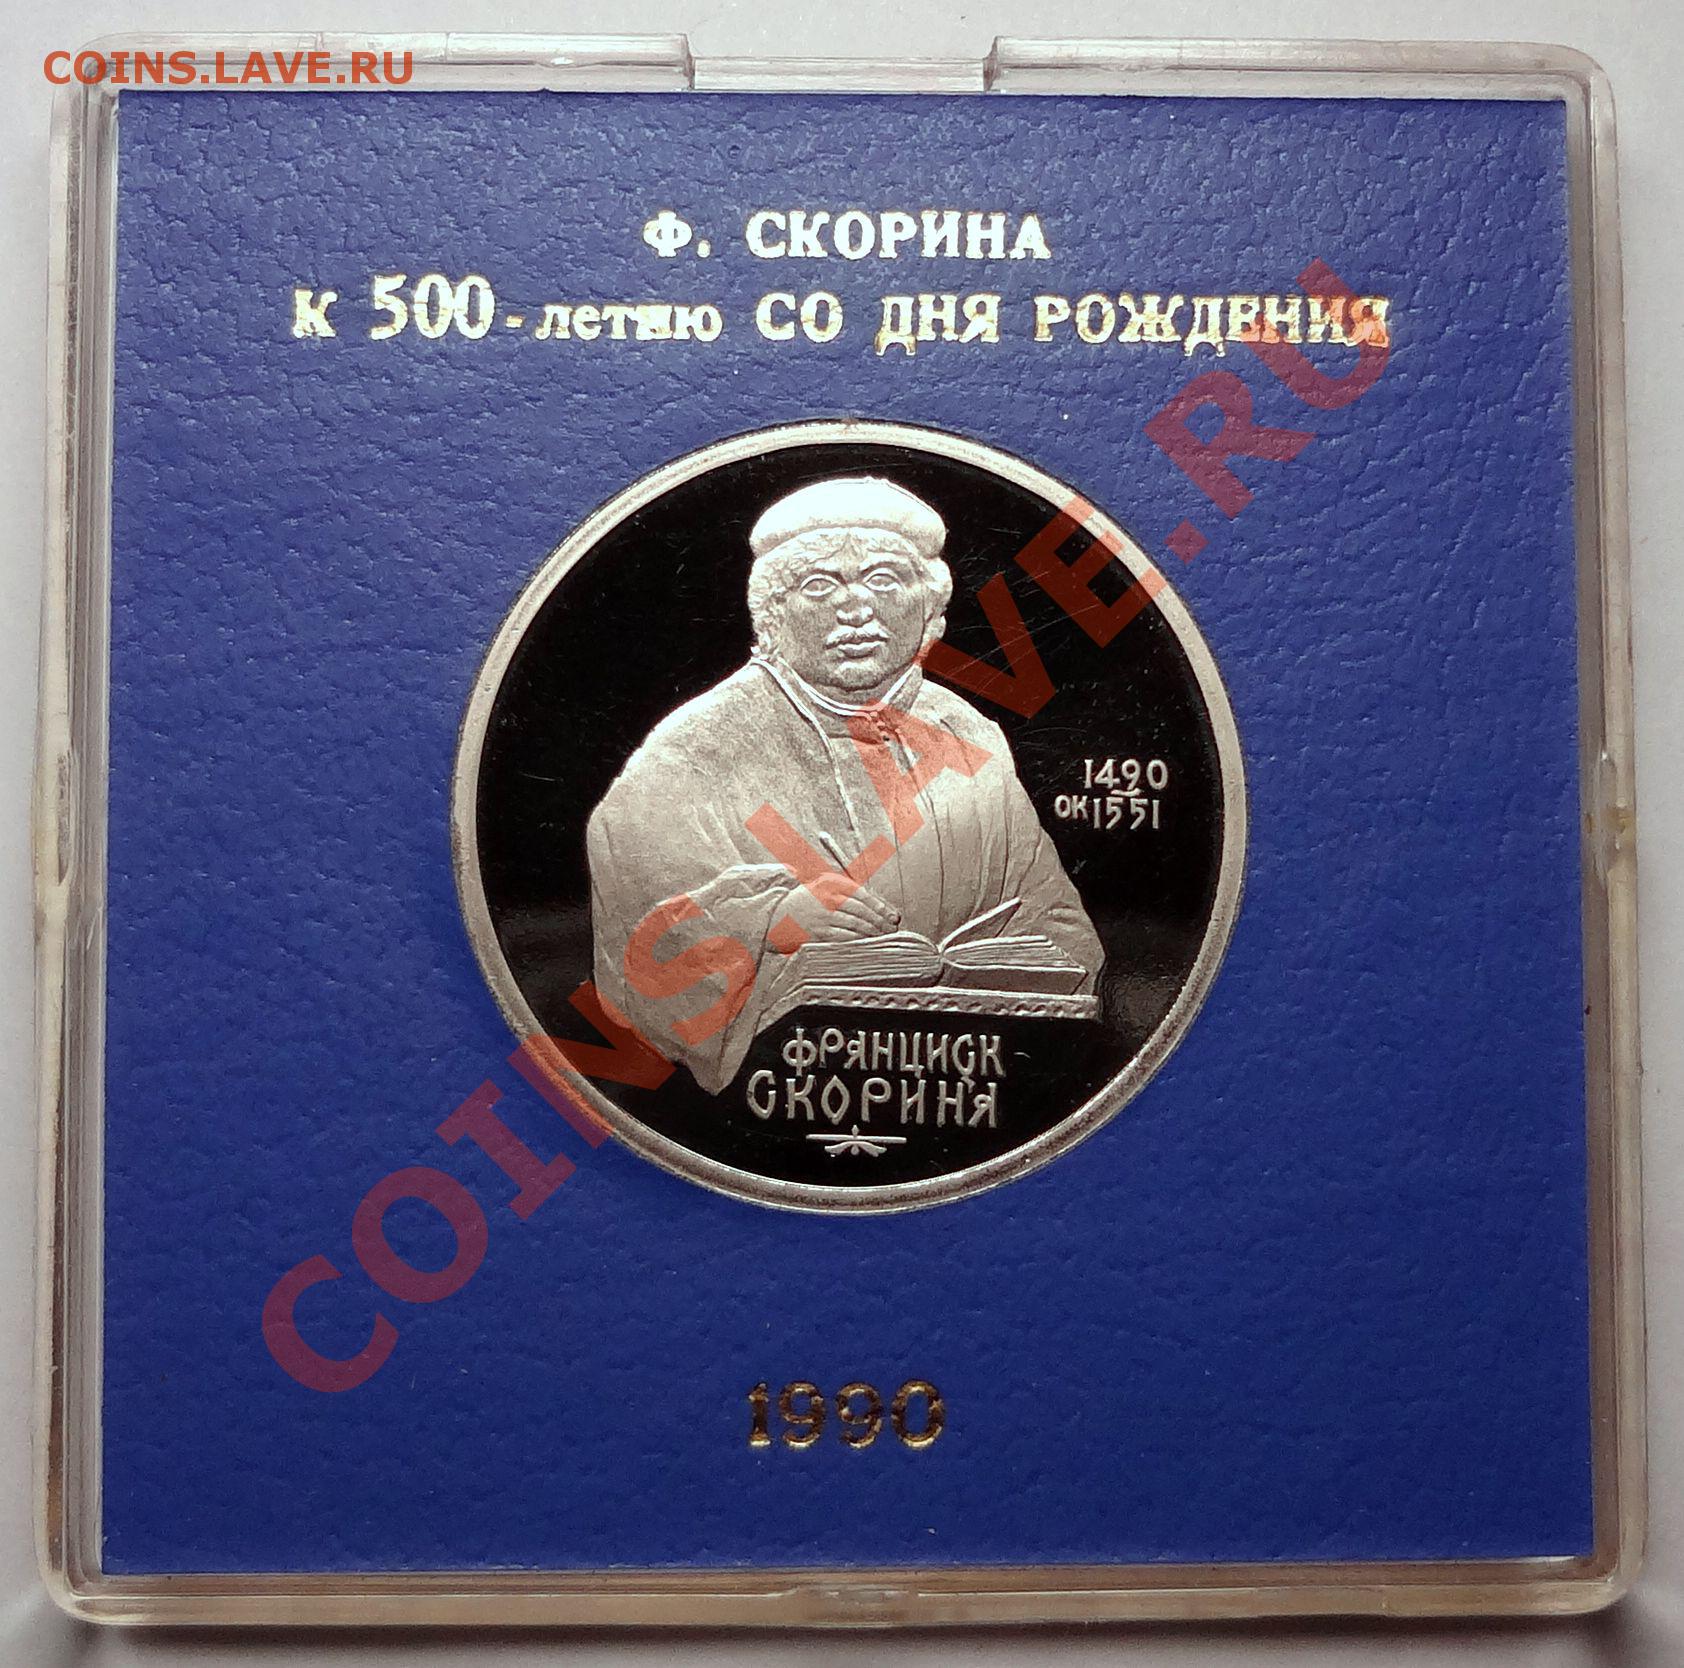 COINS.LAVE.RU
Ф. СКОРИНА
К 500-летию СО ДНЯ РОЖДЕНИЯ
1490
ОК 1551
ФРАНЦИСК
СКОРИНА
1990
COINS.LAVE.RU